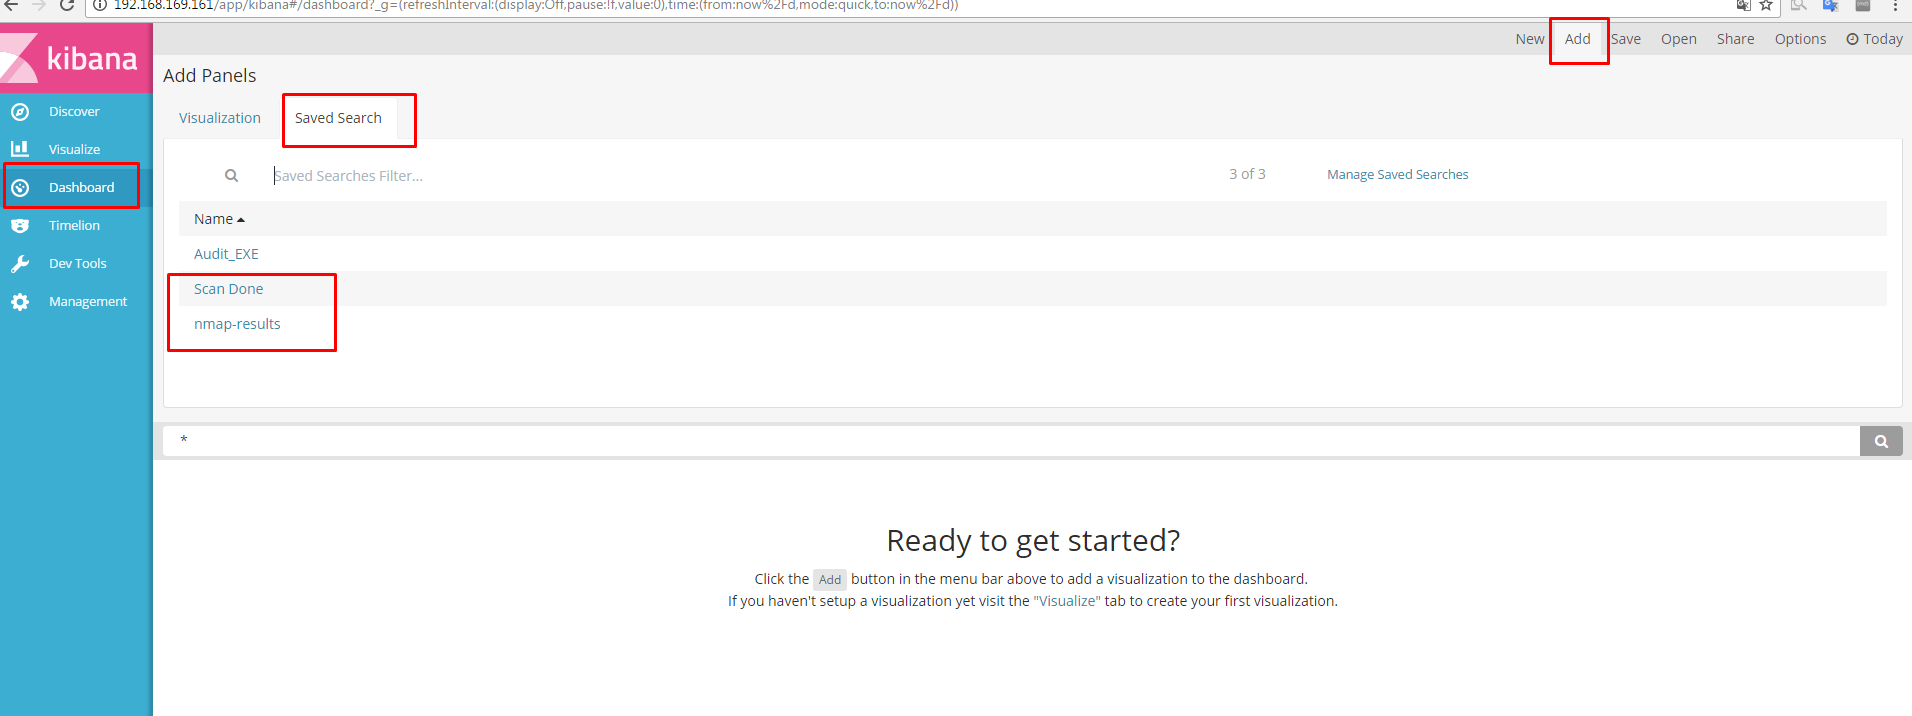 192.168.169.161/app/kibana#/dashboard?_g=(refreshInterval:(display:Off,pause:!f,value:0),time:(from:now%2Fd,mode:quick,to:now%2Fd))
kibana
New Add Save Open Share Options Today
Add Panels
Discover
Visualize
Dashboard
Timelion
Dev Tools
Management
Visualization Saved Search
Saved Searches Filter... 3 of 3 Manage Saved Searches
Name
Audit_EXE
Scan Done
nmap-results
*
Ready to get started?
Click the Add button in the menu bar above to add a visualization to the dashboard.
If you haven't setup a visualization yet visit the "Visualize" tab to create your first visualization.